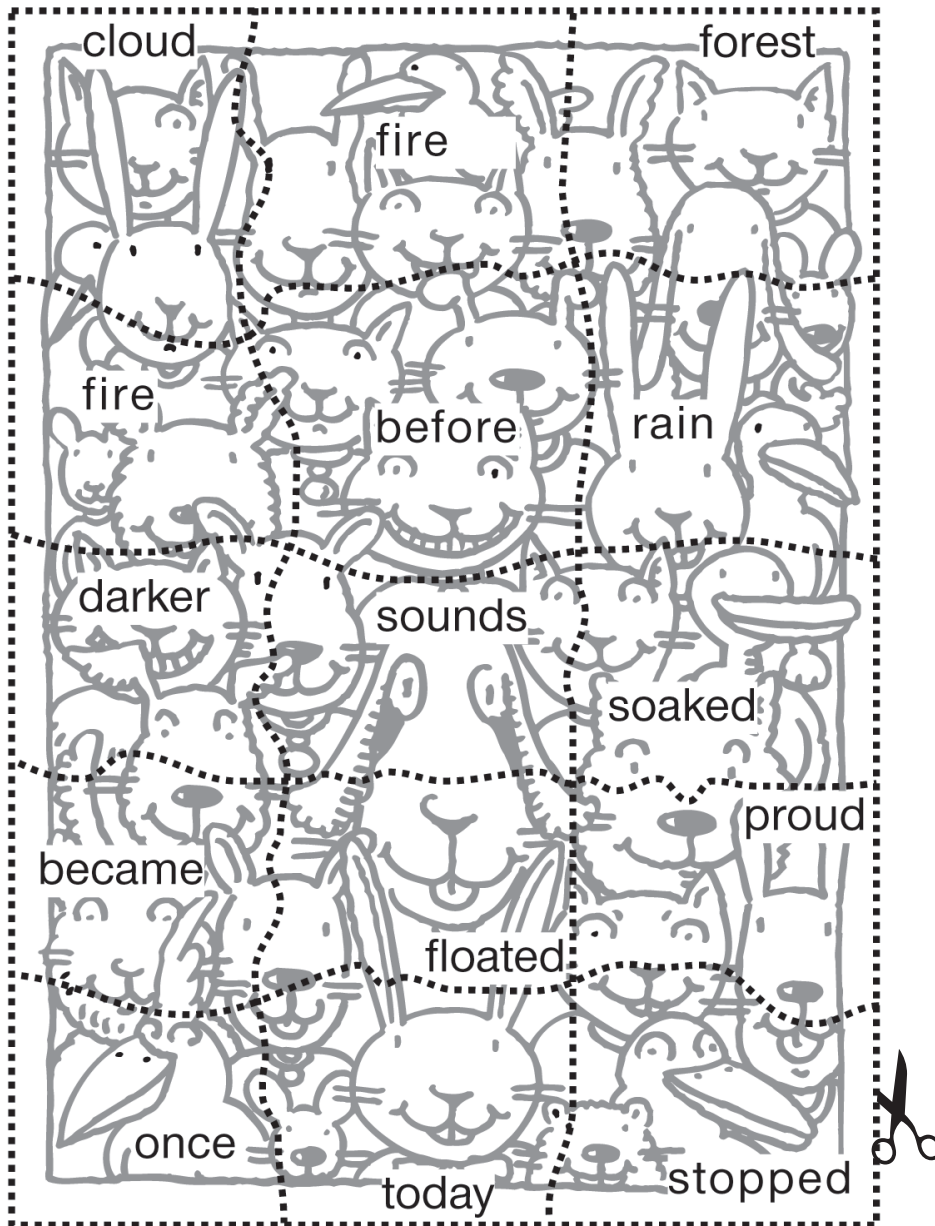 cloud
fire
forest
fire
before
rain
darker
sounds
soaked
became
floated
proud
once
today
stopped